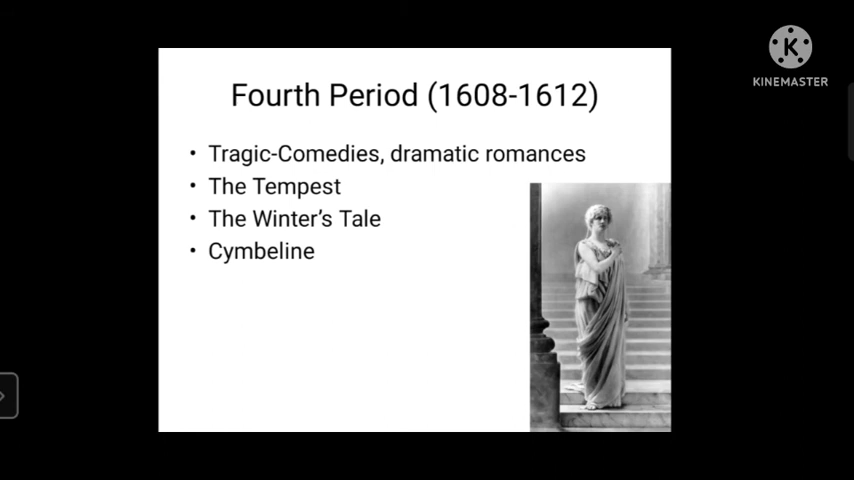 Fourth Period (1608-1612)
• Tragic-Comedies, dramatic romances
• The Tempest
• The Winter's Tale
• Cymbeline
K
KINEMASTER